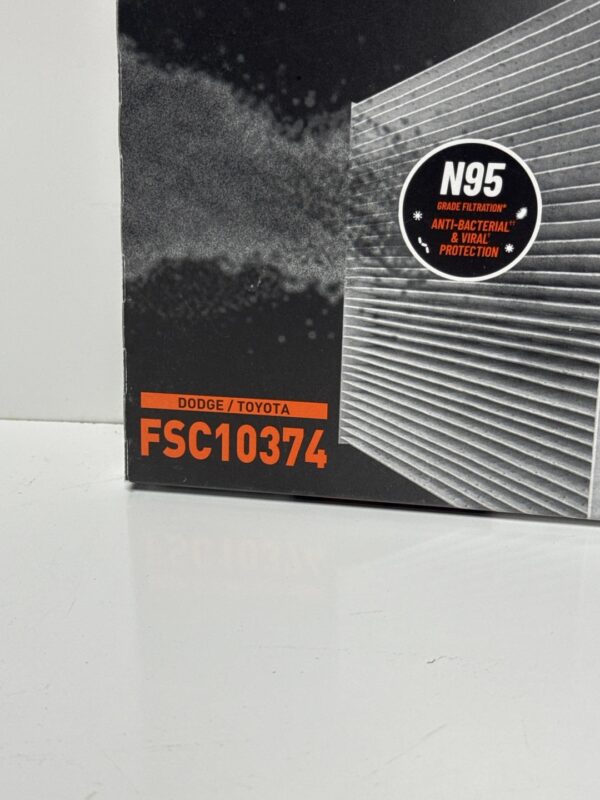 N95
GRADE FILTRATION*
ANTI-BACTERIAL††
& VIRAL†
PROTECTION
DODGE / TOYOTA
FSC10374